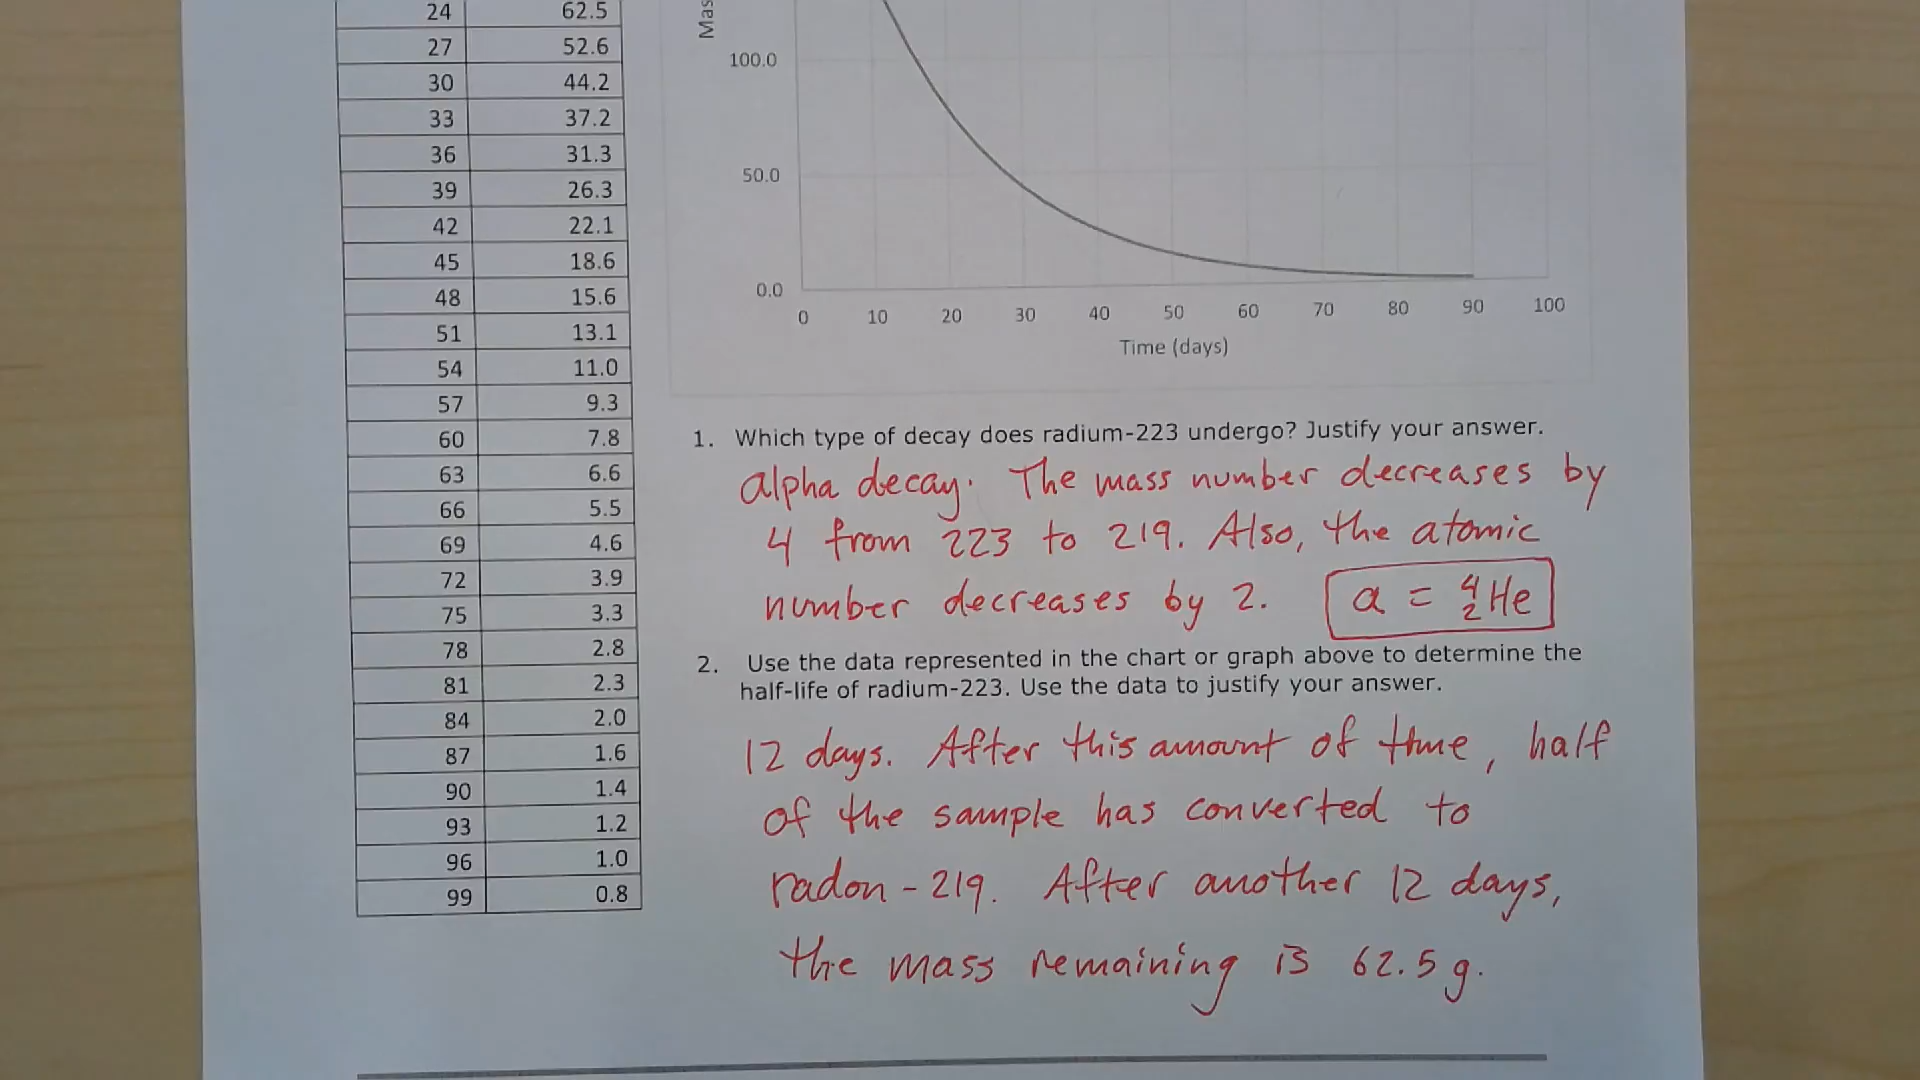 24 62.5
27 52.6
30 44.2
33 37.2
36 31.3
39 26.3
42 22.1
45 18.6
48 15.6
51 13.1
54 11.0
57 9.3
60 7.8
63 6.6
66 5.5
69 4.6
72 3.9
75 3.3
78 2.8
81 2.3
84 2.0
87 1.6
90 1.4
93 1.2
96 1.0
99 0.8
Mas
100.0
50.0
0.0
0 10 20 30 40 50 60 70 80 90 100
Time (days)
1. Which type of decay does radium-223 undergo? Justify your answer.
alpha decay. The mass number decreases by
4 from 223 to 219. Also, the atomic
number decreases by 2. a = 4 2 He
2. Use the data represented in the chart or graph above to determine the
half-life of radium-223. Use the data to justify your answer.
12 days. After this amount of time, half
of the sample has converted to
radon-219. After another 12 days,
the mass remaining is 62.5 g.